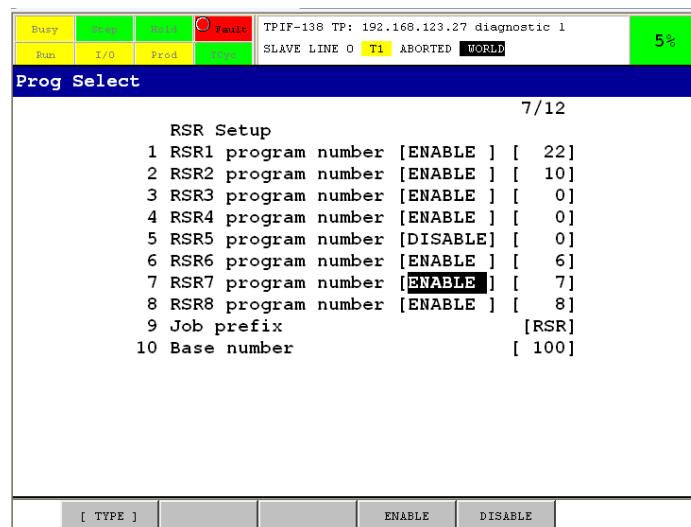 Busy Step Hold Fault TPIF-138 TP: 192.168.123.27 diagnostic l
Run I/O Prod TCyc SLAVE LINE 0 T1 ABORTED WORLD 5%
Prog Select
7/12
RSR Setup
1 RSR1 program number [ENABLE ] [ 22]
2 RSR2 program number [ENABLE ] [ 10]
3 RSR3 program number [ENABLE ] [ 0]
4 RSR4 program number [ENABLE ] [ 0]
5 RSR5 program number [DISABLE] [ 0]
6 RSR6 program number [ENABLE ] [ 6]
7 RSR7 program number [ENABLE ] [ 7]
8 RSR8 program number [ENABLE ] [ 8]
9 Job prefix [RSR]
10 Base number [ 100]
[ TYPE ] ENABLE DISABLE